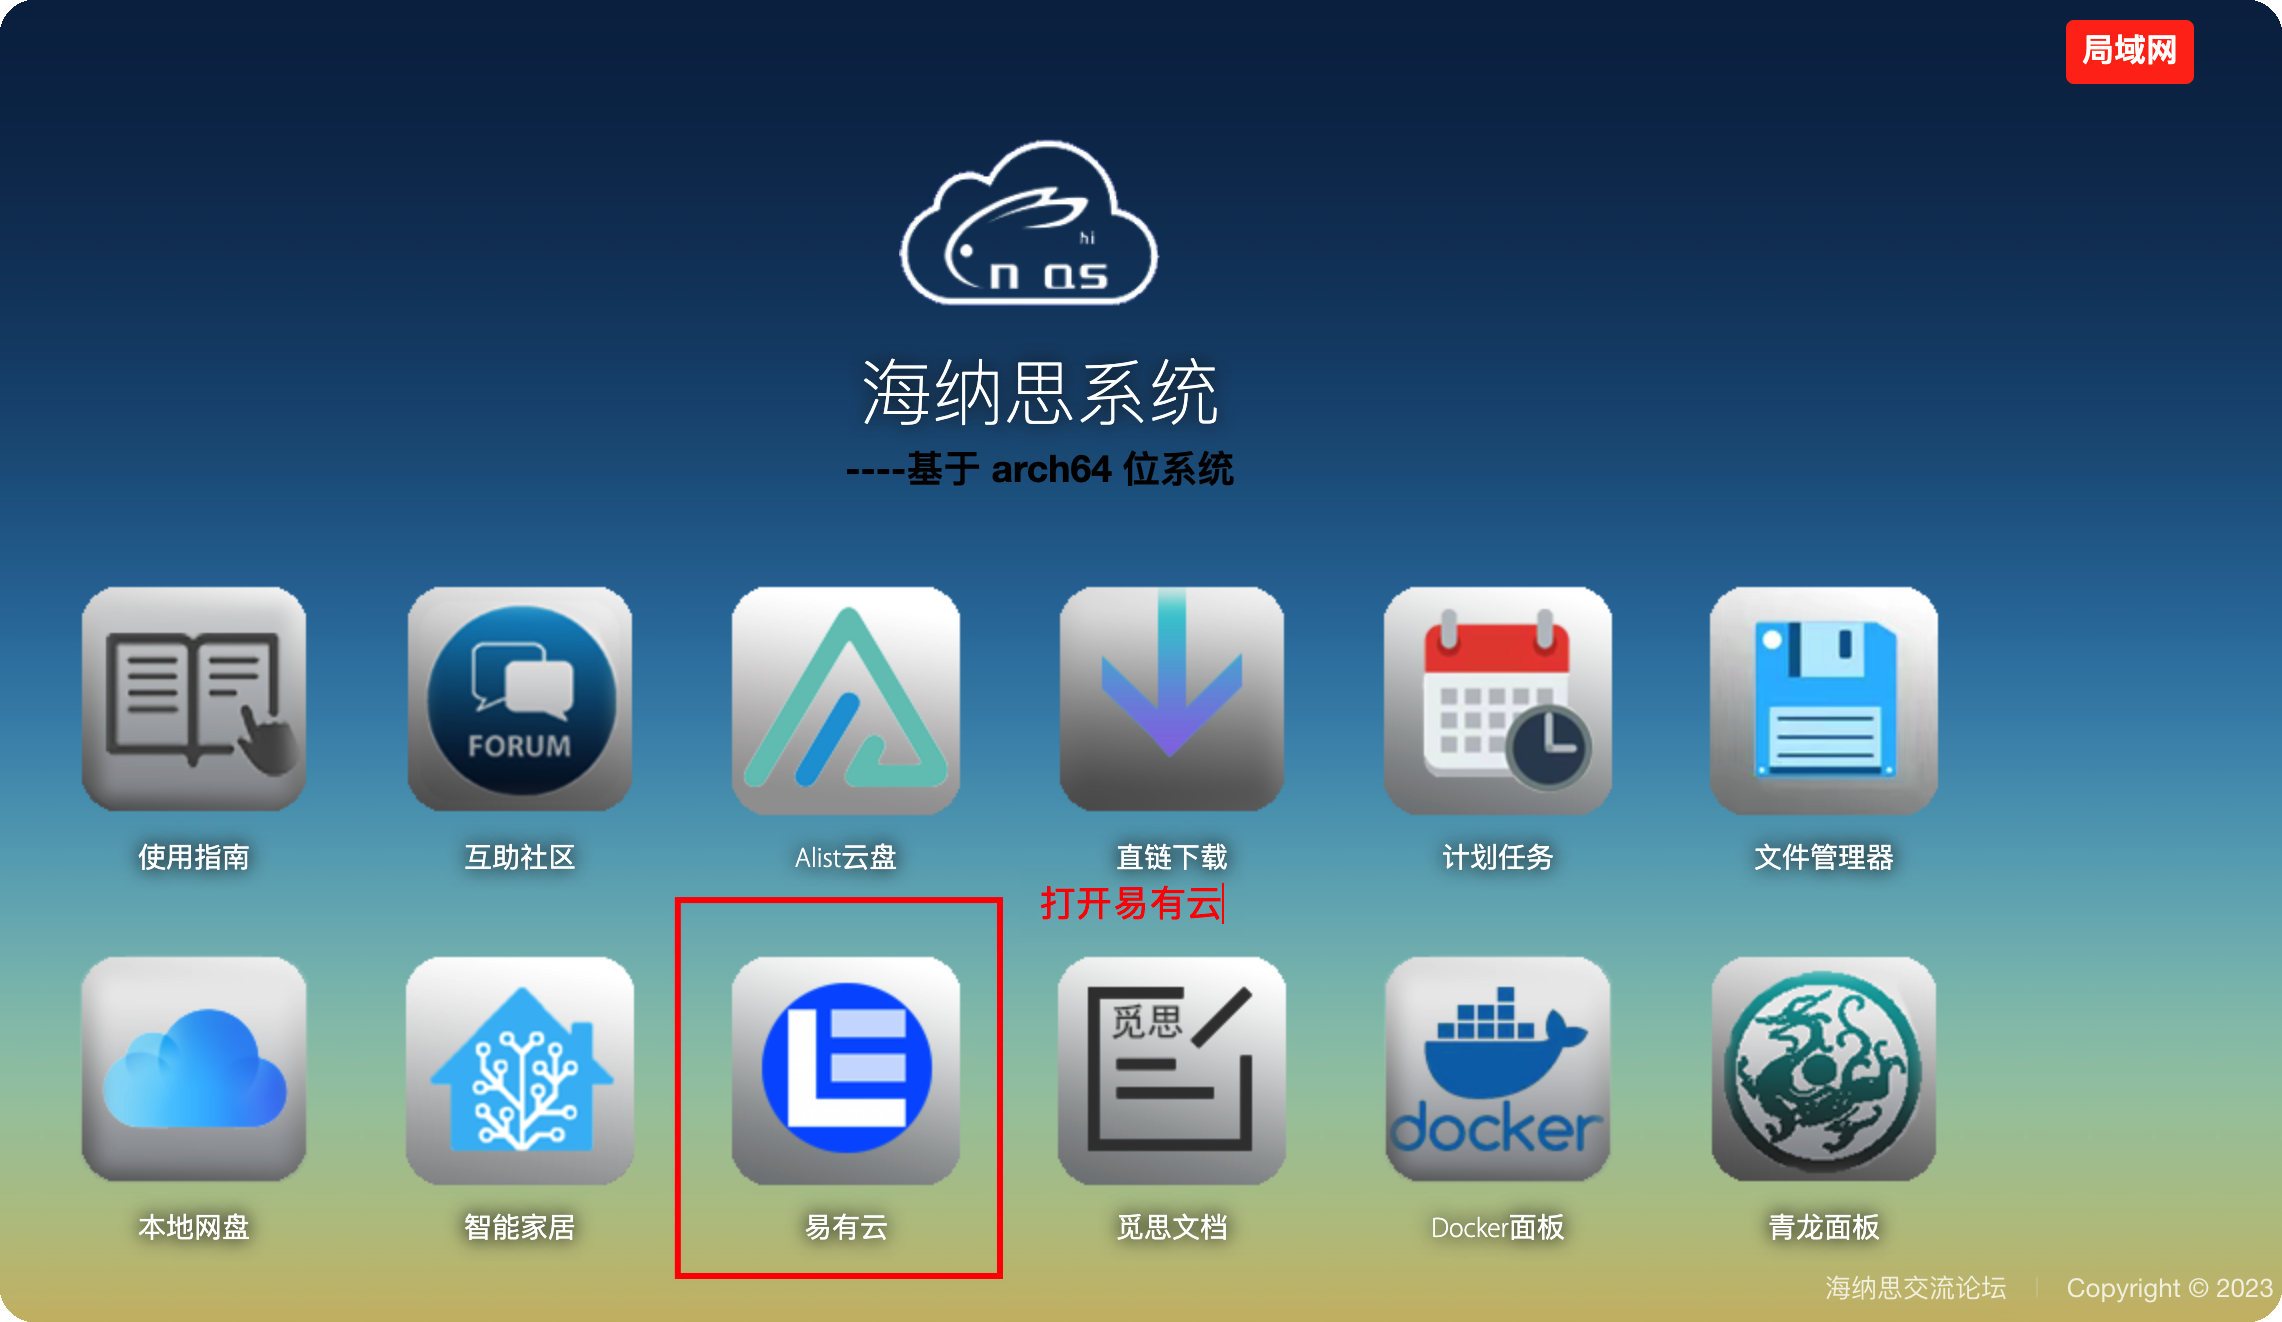 局域网
hi
n as
海纳思系统
----基于 arch64 位系统
FORUM
使用指南
互助社区
Alist云盘
直链下载
计划任务
文件管理器
打开易有云
觅思
docker
本地网盘
智能家居
易有云
觅思文档
Docker面板
青龙面板
海纳思交流论坛 | Copyright © 2023